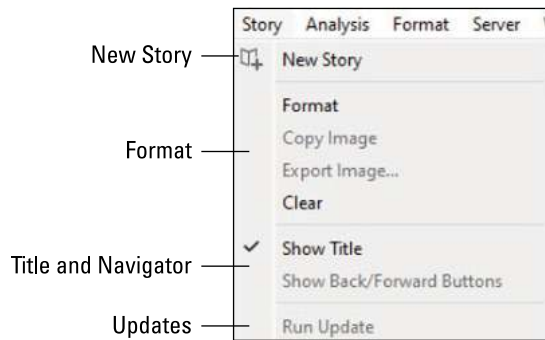 Story Analysis Format Server
New Story New Story
Format
Copy Image
Format
Export Image...
Clear
Show Title
Title and Navigator
Show Back/Forward Buttons
Updates Run Update